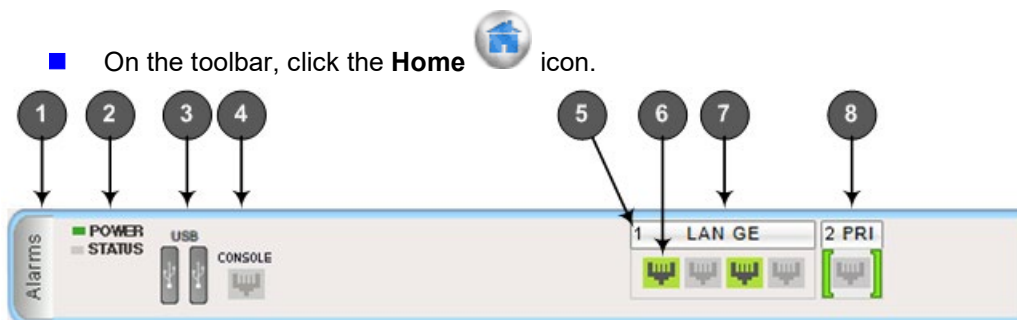 On the toolbar, click the Home icon.
1 2 3 4 5 6 7 8
Alarms
POWER
STATUS
USB
CONSOLE
1 LAN GE
2 PRI